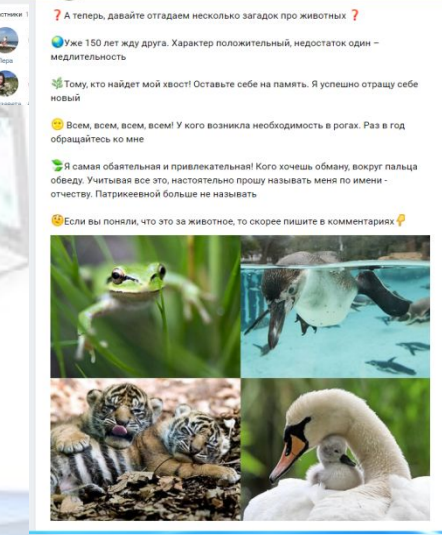 стники
❓А теперь, давайте отгадаем несколько загадок про животных ❓
🌏Уже 150 лет жду друга. Характер положительный, недостаток один –
медлительность
🌿Тому, кто найдет мой хвост! Оставьте себе на память. Я успешно отращу себе
новый
🤫 Всем, всем, всем, всем! У кого возникла необходимость в рогах. Раз в год
обращайтесь ко мне
🍃Я самая обаятельная и привлекательная! Кого хочешь обману, вокруг пальца
обведу. Учитывая все это, настоятельно прошу называть меня по имени -
отчеству. Патрикеевной больше не называть
🤨Если вы поняли, что это за животное, то скорее пишите в комментариях👇